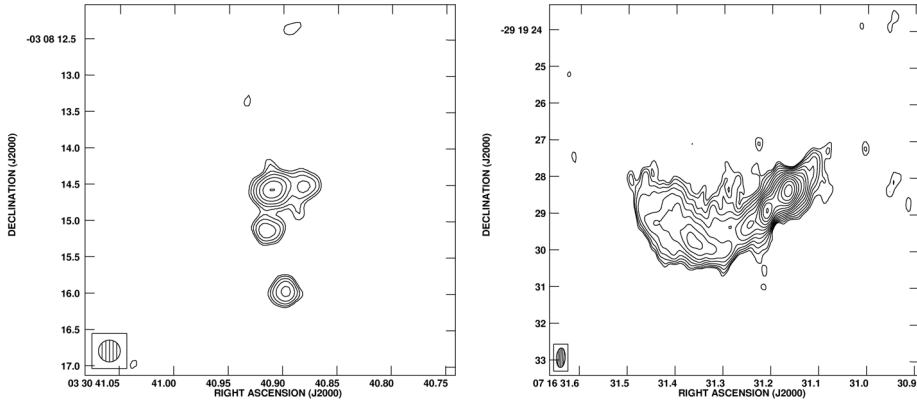 -03 08 12.5
13.0
13.5
14.0
14.5
15.0
15.5
16.0
16.5
17.0
DECLINATION (J2000)
03 30 41.05 41.00 40.95 40.90 40.85 40.80 40.75
RIGHT ASCENSION (J2000)
-29 19 24
25
26
27
28
29
30
31
32
33
DECLINATION (J2000)
07 16 31.6 31.5 31.4 31.3 31.2 31.1 31.0 30.9
RIGHT ASCENSION (J2000)